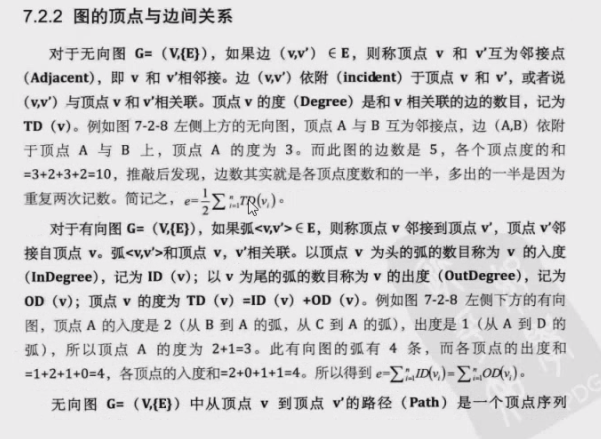 7.2.2 图的顶点与边间关系
对于无向图 G=（V,{E}），如果边（v,v'）∈E，则称顶点 v 和 v'互为邻接点
（Adjacent），即 v 和 v'相邻接。边（v,v'）依附（incident）于顶点 v 和 v'，或者说
（v,v'）与顶点 v 和 v'相关联。顶点 v 的度（Degree）是和 v 相关联的边的数目，记为
TD（v）。例如图 7-2-8 左侧上方的无向图，顶点 A 与 B 互为邻接点，边（A,B）依附
于顶点 A 与 B 上，顶点 A 的度为 3。而此图的边数是 5，各个顶点度的和
=3+2+3+2=10，推敲后发现，边数其实就是各顶点度数和的一半，多出的一半是因为
重复两次记数。简记之，e=\frac{1}{2}∑_{i=1}^{n}TD(v_i)。
对于有向图 G=（V,{E}），如果弧<v,v'>∈E，则称顶点 v 邻接到顶点 v'，顶点 v'邻
接自顶点 v。弧<v,v'>和顶点 v，v'相关联。以顶点 v 为头的弧的数目称为 v 的入度
（InDegree），记为 ID（v）；以 v 为尾的弧的数目称为 v 的出度（OutDegree），记为
OD（v）；顶点 v 的度为 TD（v）=ID（v）+OD（v）。例如图 7-2-8 左侧下方的有向
图，顶点 A 的入度是 2（从 B 到 A 的弧，从 C 到 A 的弧），出度是 1（从 A 到 D 的
弧），所以顶点 A 的度为 2+1=3。此有向图的弧有 4 条，而各顶点的出度和
=1+2+1+0=4，各顶点的入度和=2+0+1+1=4。所以得到 e=∑_{i=1}^{n}ID(v_i)=∑_{i=1}^{n}OD(v_i)。
无向图 G=（V,{E}）中从顶点 v 到顶点 v'的路径（Path）是一个顶点序列